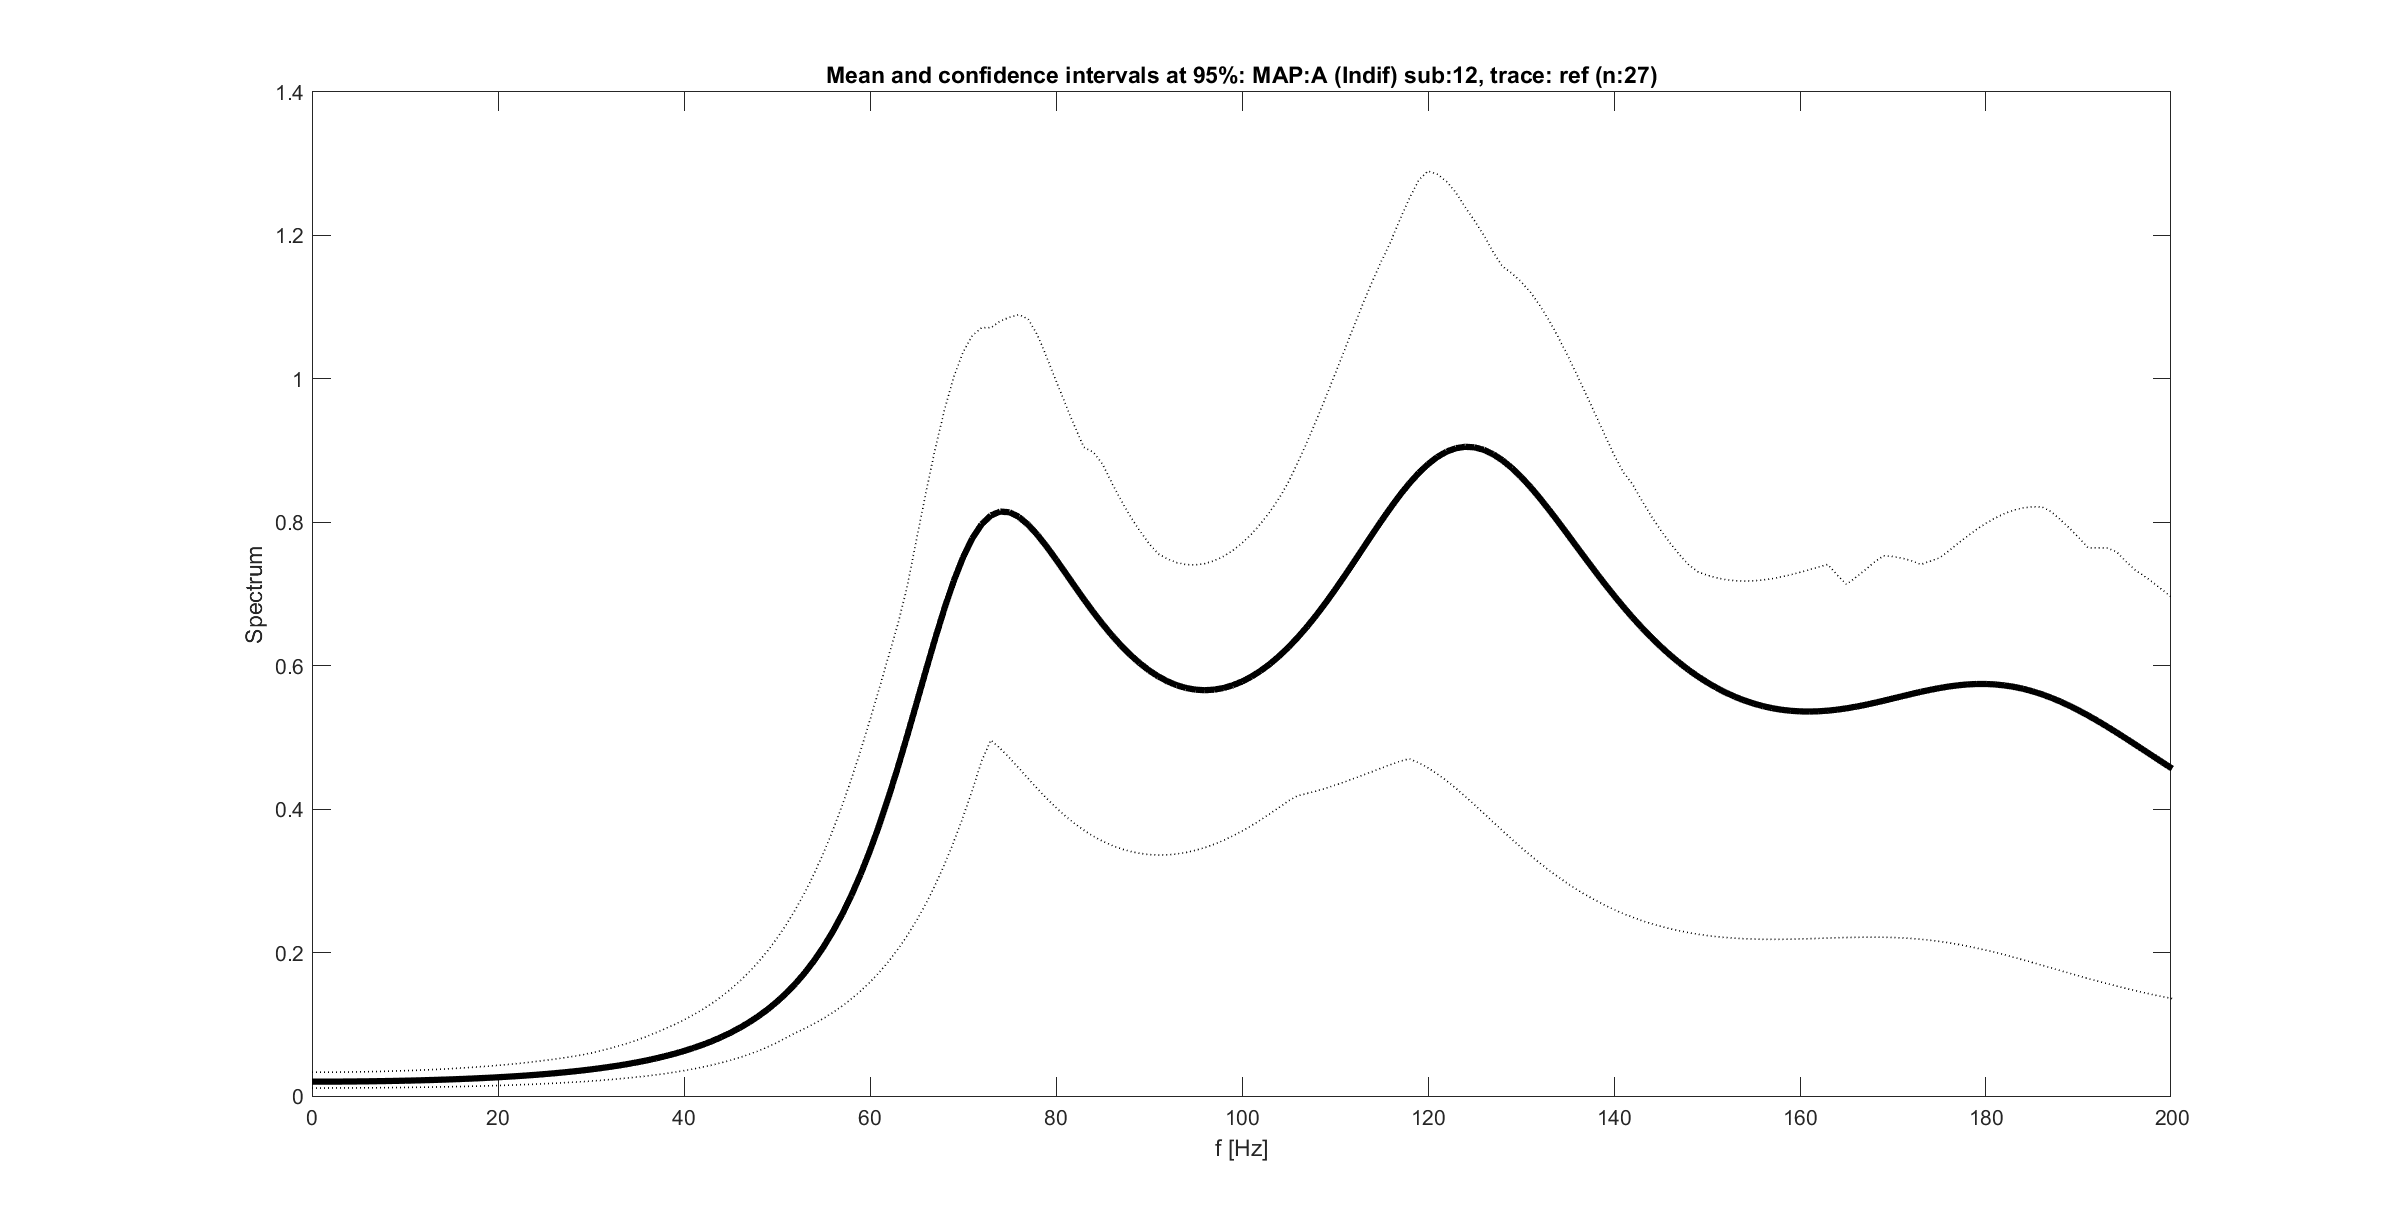 Mean and confidence intervals at 95%: MAP:A (Indif) sub:12, trace: ref (n:27)
1.4
1.2
1
0.8
0.6
0.4
0.2
0
Spectrum
0 20 40 60 80 100 120 140 160 180 200
f [Hz]